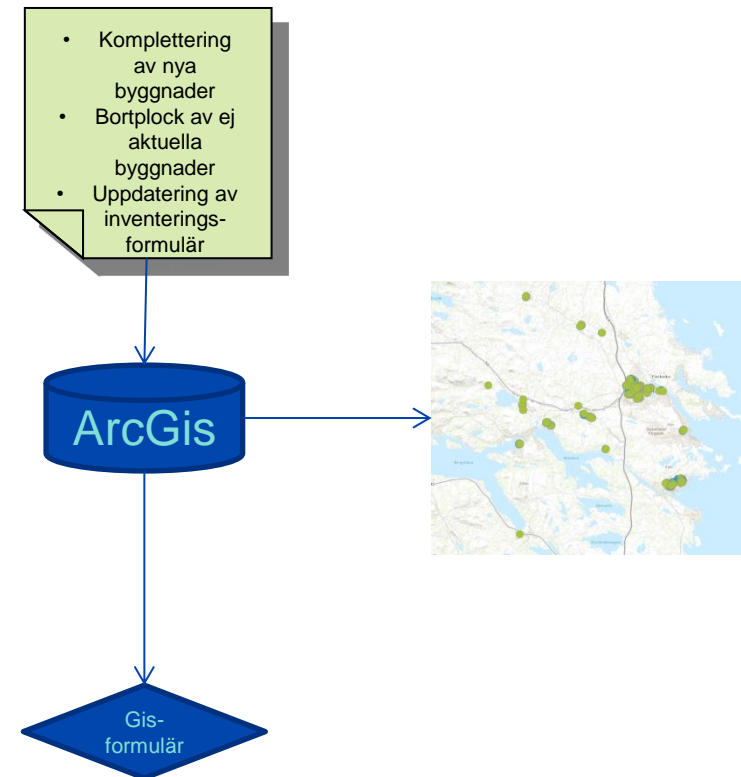 • Komplettering
av nya
byggnader
• Bortplock av ej
aktuella
byggnader
• Uppdatering av
inventerings-
formulär
ArcGis
Gis-
formulär